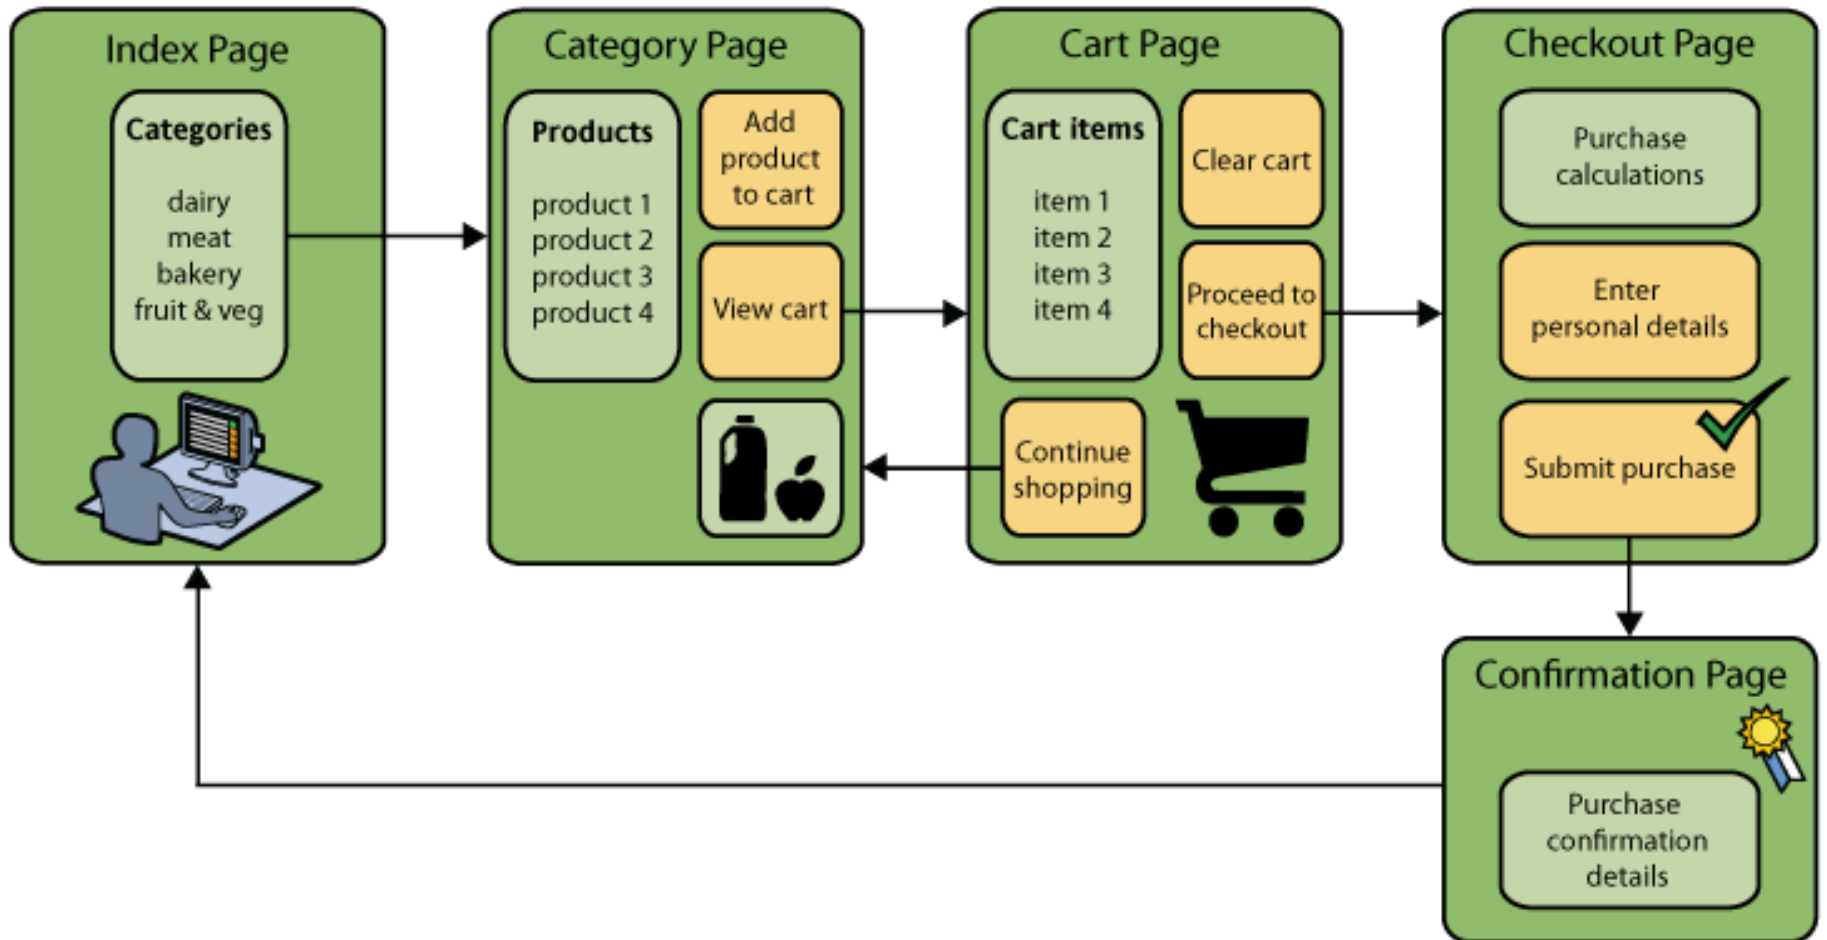 Index Page
Categories
dairy
meat
bakery
fruit & veg
Category Page
Products
product 1
product 2
product 3
product 4
Add
product
to cart
View cart
Cart Page
Cart items
item 1
item 2
item 3
item 4
Clear cart
Proceed to
checkout
Continue
shopping
Checkout Page
Purchase
calculations
Enter
personal details
Submit purchase
Confirmation Page
Purchase
confirmation
details